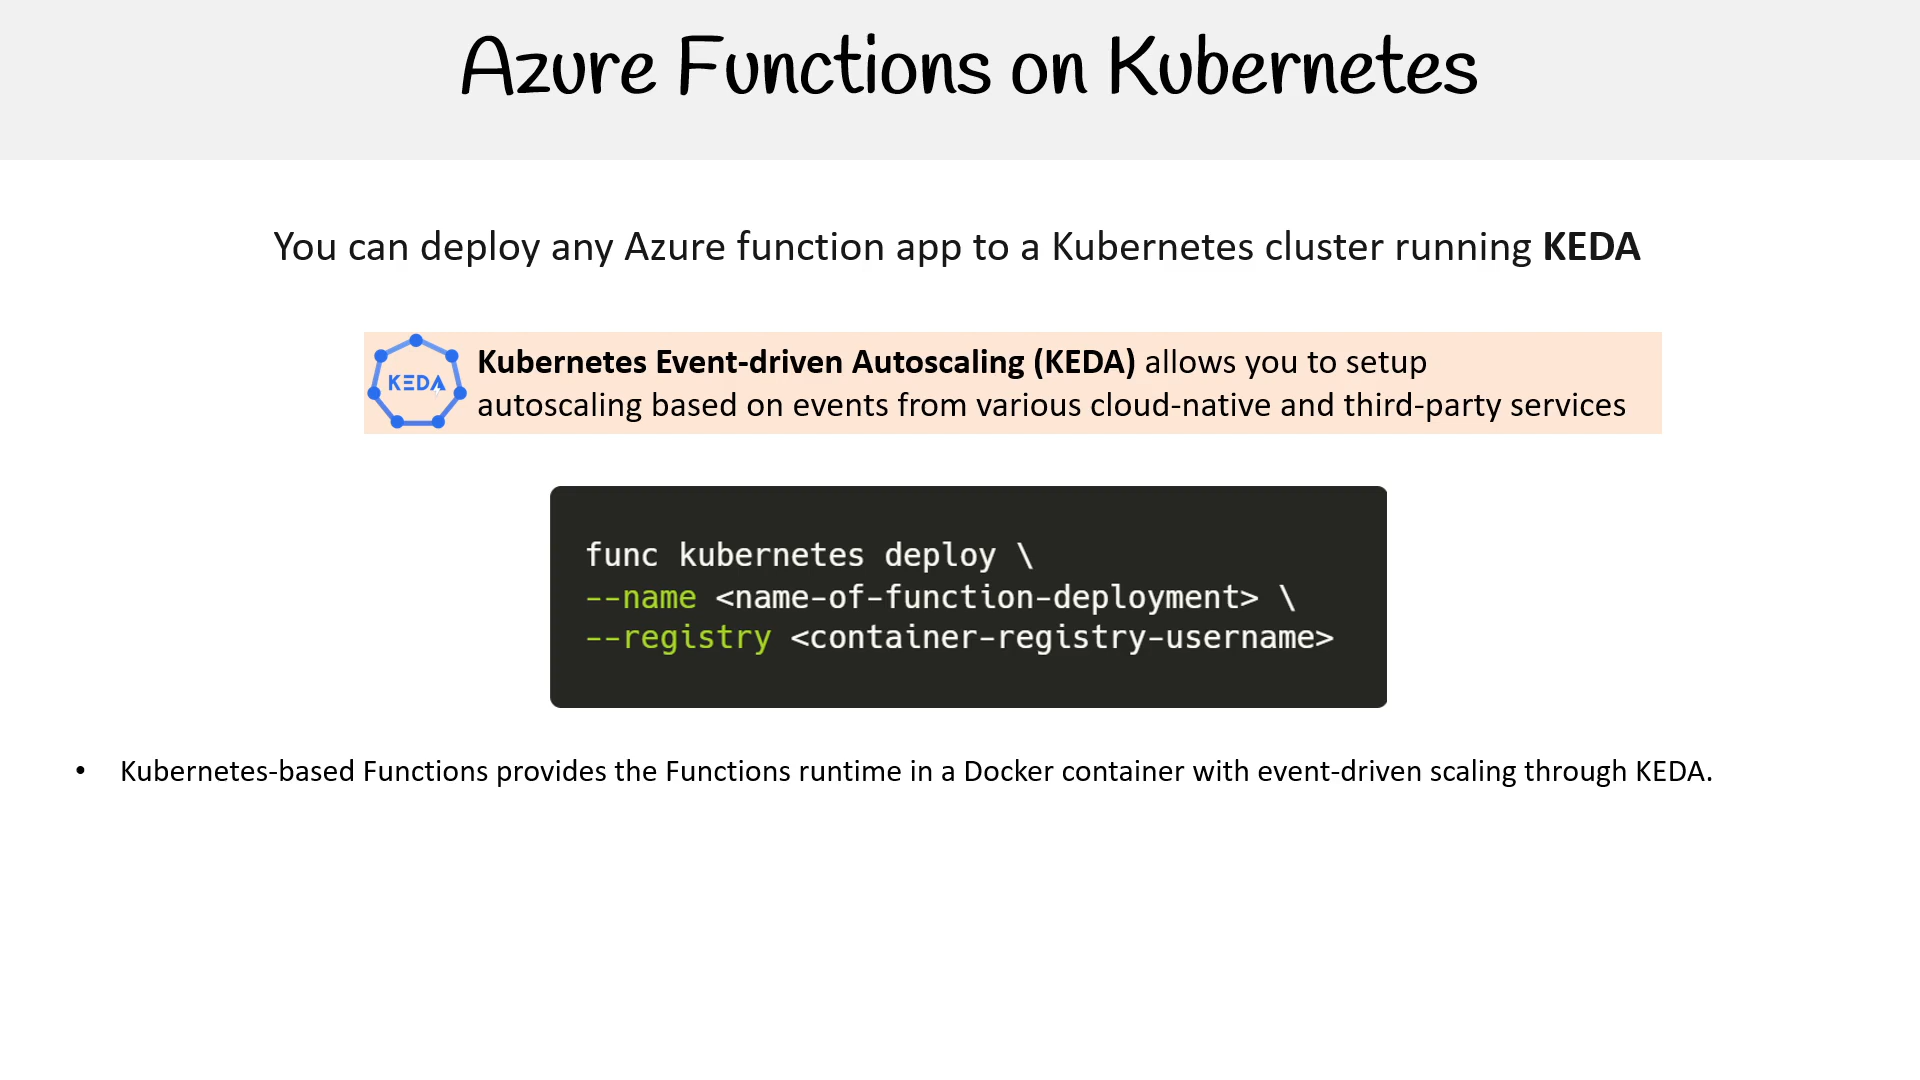 Azure Functions on Kubernetes
You can deploy any Azure function app to a Kubernetes cluster running KEDA
KEDA
Kubernetes Event-driven Autoscaling (KEDA) allows you to setup
autoscaling based on events from various cloud-native and third-party services
func kubernetes deploy \
--name <name-of-function-deployment> \
--registry <container-registry-username>
• Kubernetes-based Functions provides the Functions runtime in a Docker container with event-driven scaling through KEDA.